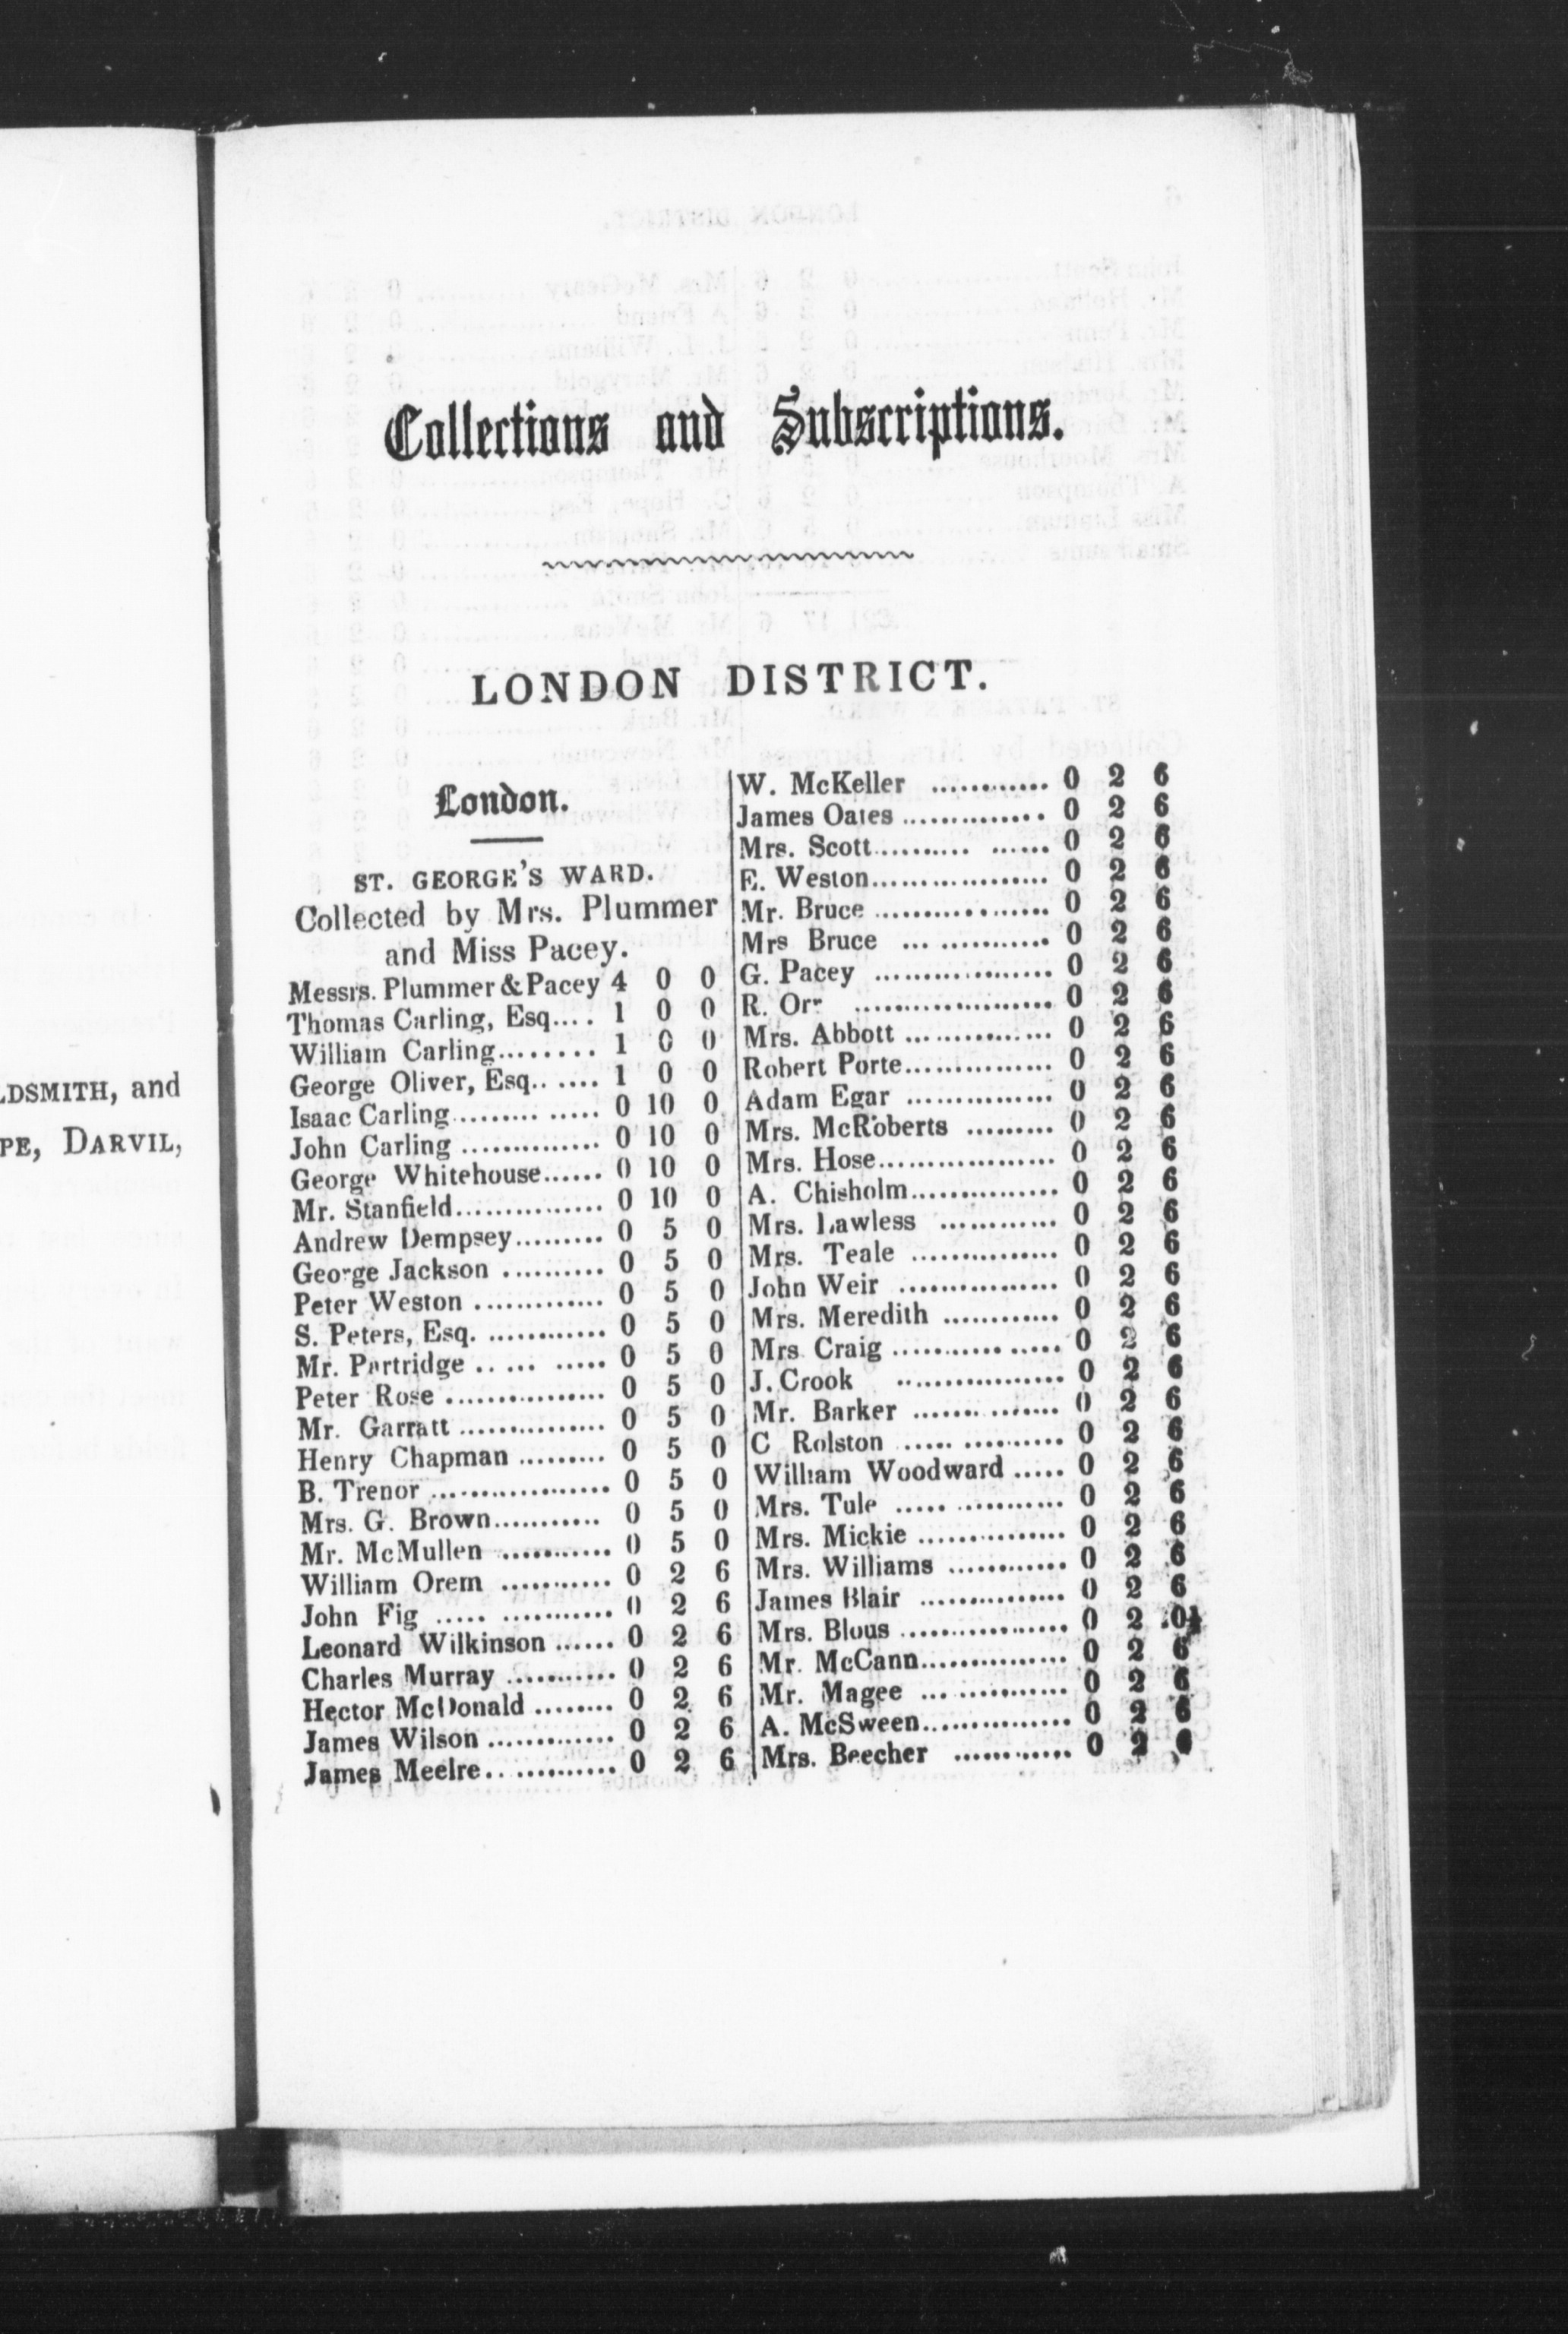 LDSMITH, and
PE, DARVIL,
Collections and Subscriptions.
LONDON DISTRICT.
London.
ST. GEORGE'S WARD.
Collected by Mrs. Plummer
and Miss Pacey.
Messrs. Plummer & Pacey 4 0 0
Thomas Carling, Esq.... 1 0 0
William Carling........ 1 0 0
George Oliver, Esq...... 1 0 0
Isaac Carling.............. 0 10 0
John Carling .............. 0 10 0
George Whitehouse...... 0 10 0
Mr. Stanfield............... 0 10 0
Andrew Dempsey......... 0 5 0
George Jackson .......... 0 5 0
Peter Weston ............. 0 5 0
S. Peters, Esq. ............ 0 5 0
Mr. Partridge .......... 0 5 0
Peter Rose ................ 0 5 0
Mr. Garratt ............... 0 5 0
Henry Chapman ......... 0 5 0
B. Trenor .................. 0 5 0
Mrs. G. Brown........... 0 5 0
Mr. McMullen ........... 0 5 0
William Orem ........... 0 2 6
John Fig ..... ........... 0 2 6
Leonard Wilkinson ...... 0 2 6
Charles Murray ........... 0 2 6
Hector McDonald ........ 0 2 6
James Wilson ............. 0 2 6
James Meelre............. 0 2 6
W. McKeller ............ 0 2 6
James Oates .............. 0 2 6
Mrs. Scott.......... ...... 0 2 6
E. Weston.................. 0 2 6
Mr. Bruce ................. 0 2 6
Mrs Bruce ... ........... 0 2 6
G. Pacey .................. 0 2 6
R. Orr .................... 0 2 6
Mrs. Abbott ............... 0 2 6
Robert Porte............... 0 2 6
Adam Egar ............... 0 2 6
Mrs. McRoberts ......... 0 2 6
Mrs. Hose.................. 0 2 6
A. Chisholm............... 0 2 6
Mrs. Lawless ............ 0 2 6
Mrs. Teale ............... 0 2 6
John Weir ................ 0 2 6
Mrs. Meredith ............ 0 2 6
Mrs Craig ........... ..... 0 2 6
J. Crook ................. 0 2 6
Mr. Barker ....... ....... 0 2 6
C Rolston ..... .......... 0 2 6
William Woodward ..... 0 2 6
Mrs. Tule ..... ........... 0 2 6
Mrs. Mickie ............... 0 2 6
Mrs. Williams ............ 0 2 6
James Blair ............... 0 2 6
Mrs. Blous ................. 0 2 0½
Mr. McCann............... 0 2 6
Mr. Magee ... ............ 0 2 6
A. McSween............... 0 2 6
Mrs. Beecher ............ 0 2 6